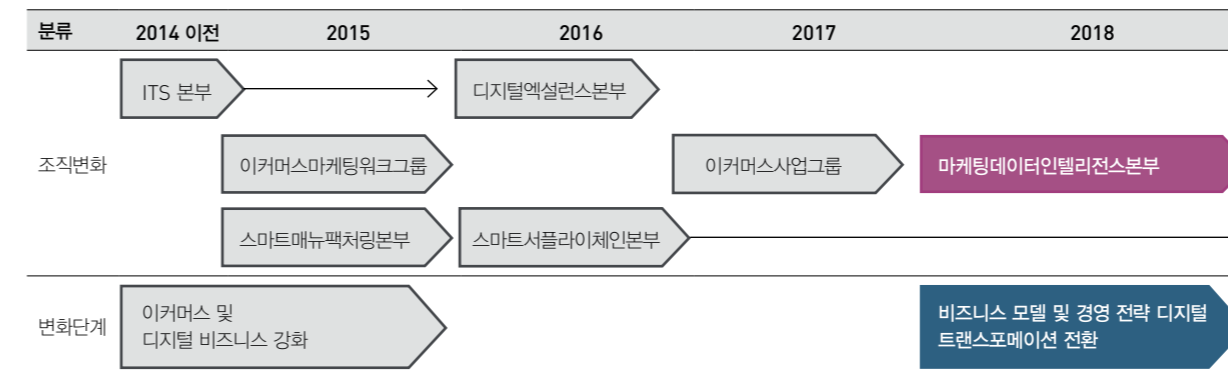 분류 2014 이전 2015 2016 2017 2018
ITS 본부 디지털엑설런스본부
조직변화 이커머스마케팅워크그룹 이커머스사업그룹 마케팅데이터인텔리전스본부
스마트매뉴팩처링본부 스마트서플라이체인본부
변화단계
이커머스 및
디지털 비즈니스 강화
비즈니스 모델 및 경영 전략 디지털
트랜스포메이션 전환